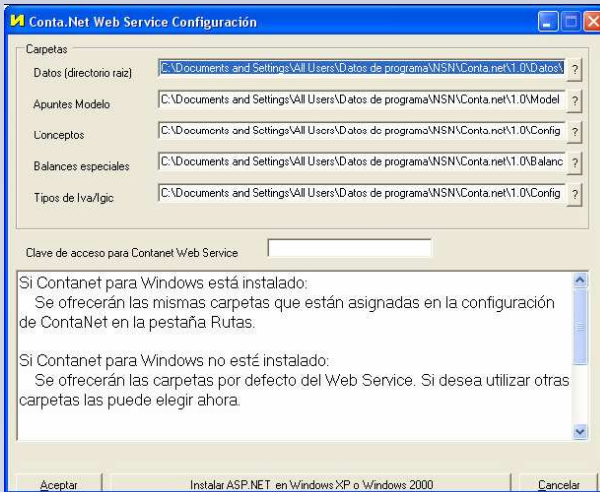 Conta.Net Web Service Configuración
Carpetas
Datos (directorio raiz) C:\Documents and Settings\All Users\Datos de programa\NSN\Conta.net\1.0\Datos\ ?
Apuntes Modelo C:\Documents and Settings\All Users\Datos de programa\NSN\Conta.net\1.0\Model ?
Conceptos C:\Documents and Settings\All Users\Datos de programa\NSN\Conta.net\1.0\Config ?
Balances especiales C:\Documents and Settings\All Users\Datos de programa\NSN\Conta.net\1.0\Balanc ?
Tipos de Iva/Igic C:\Documents and Settings\All Users\Datos de programa\NSN\Conta.net\1.0\Config ?
Clave de acceso para Contanet Web Service
Si Contanet para Windows está instalado:
Se ofrecerán las mismas carpetas que están asignadas en la configuración
de ContaNet en la pestaña Rutas.
Si Contanet para Windows no está instalado:
Se ofrecerán las carpetas por defecto del Web Service. Si desea utilizar otras
carpetas las puede elegir ahora.
Aceptar Instalar ASP.NET en Windows XP o Windows 2000 Cancelar